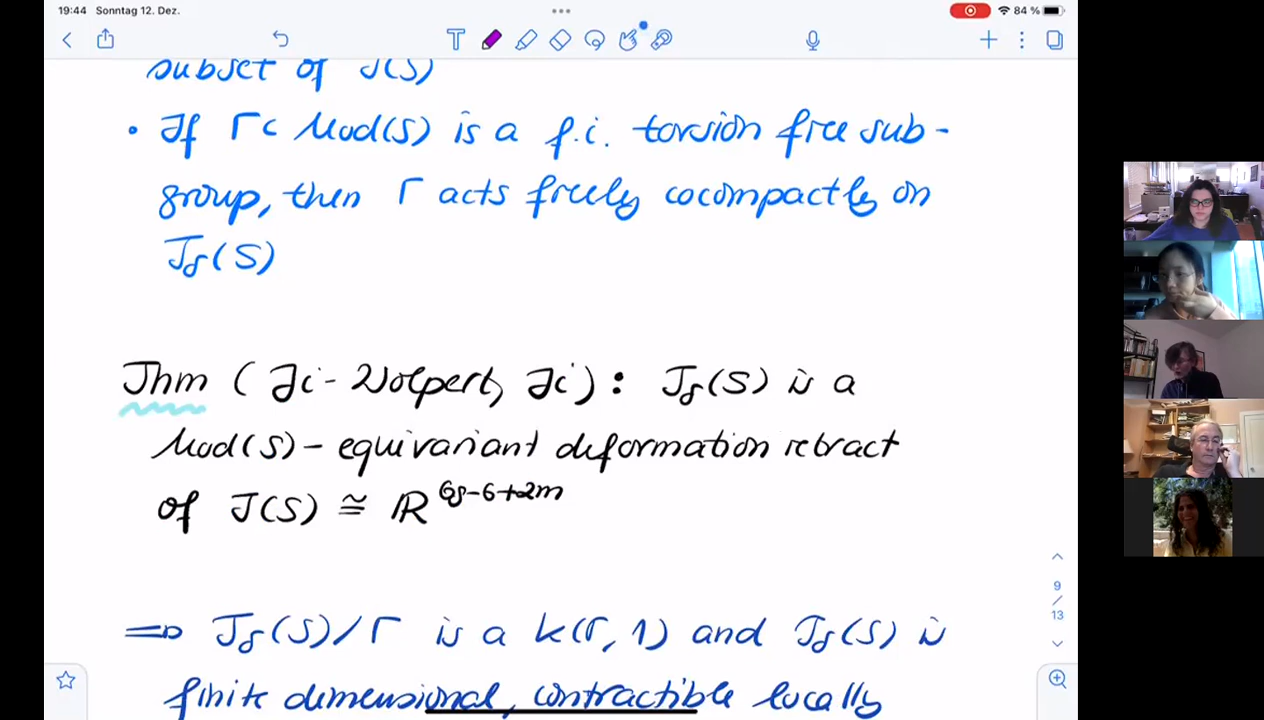 19:44 Sonntag 12. Dez.
84 %
subset of T(S)
• If Γ < Mod(S) is a f.i. torsion free sub-
group, then Γ acts freely cocompactly on
T_δ(S)
Thm (Ji-Wolpert, Ji): T_δ(S) is a
Mod(S)-equivariant deformation retract
of T(S) ≅ ℝ^{6g-6+2m}
⇒ T_δ(S)/Γ is a K(Γ,1) and T_δ(S) is
finite dimensional, contractible locally
9
/
13